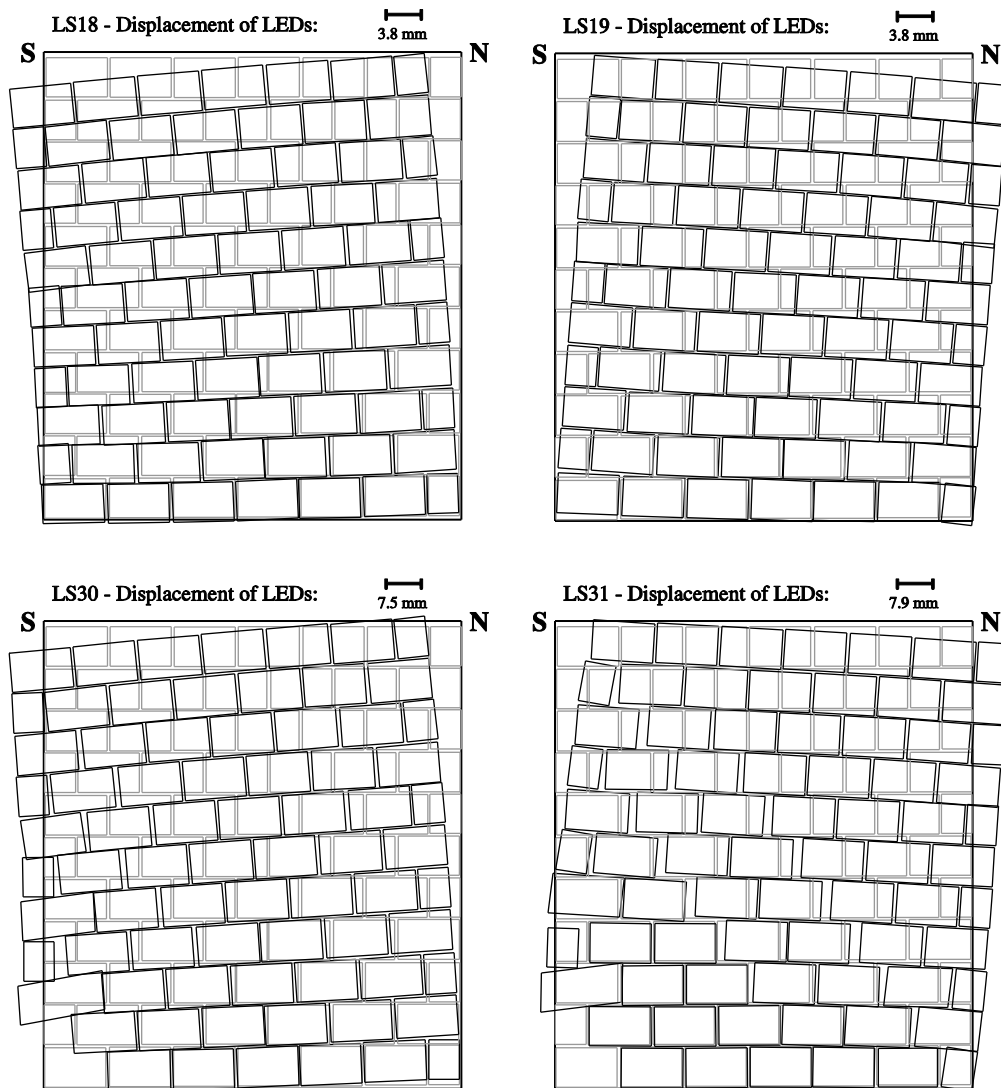 LS18 - Displacement of LEDs:
3.8 mm
S N
LS19 - Displacement of LEDs:
3.8 mm
S N
LS30 - Displacement of LEDs:
7.5 mm
S N
LS31 - Displacement of LEDs:
7.9 mm
S N